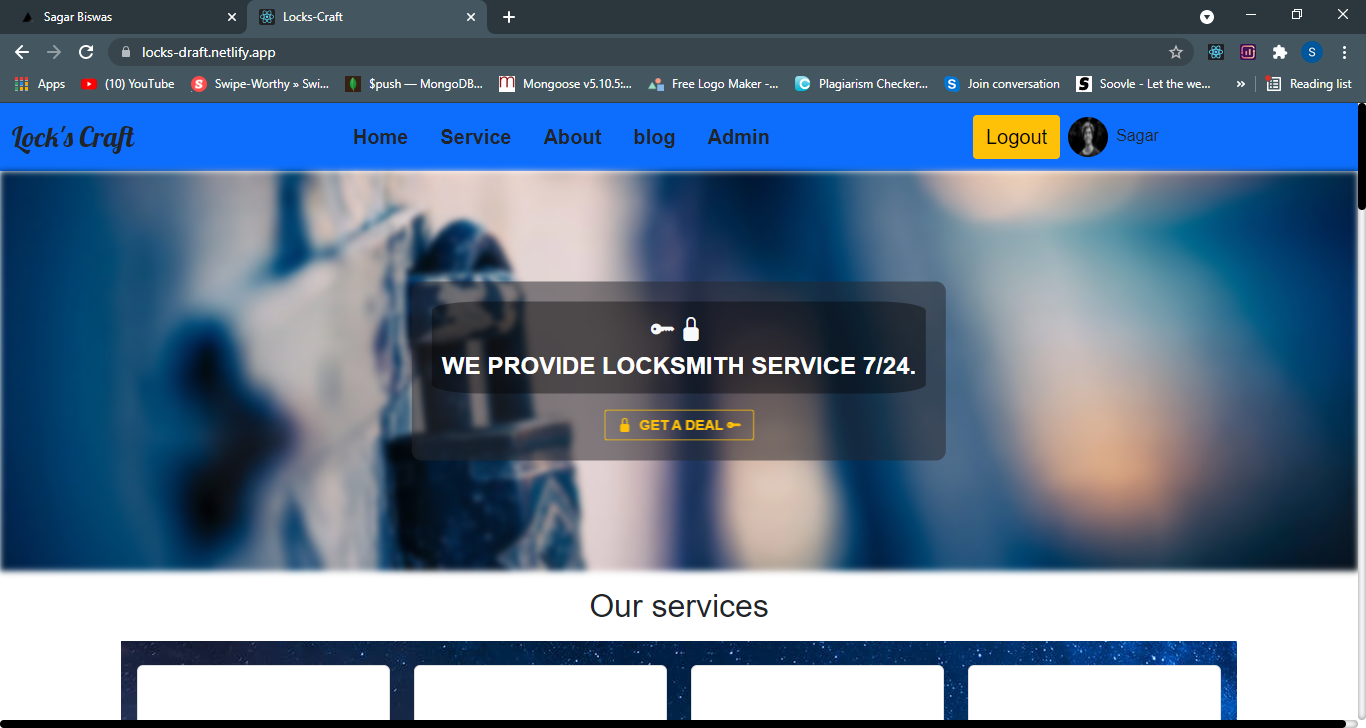 Sagar Biswas
Locks-Craft
locks-draft.netlify.app
S
Apps
(10) YouTube
Swipe-Worthy » Swi...
$push — MongoDB...
Mongoose v5.10.5:...
Free Logo Maker -...
Plagiarism Checker...
Join conversation
Soovle - Let the we...
»
Reading list
Lock's Craft
Home
Service
About
blog
Admin
Logout
Sagar
WE PROVIDE LOCKSMITH SERVICE 7/24.
GET A DEAL
Our services